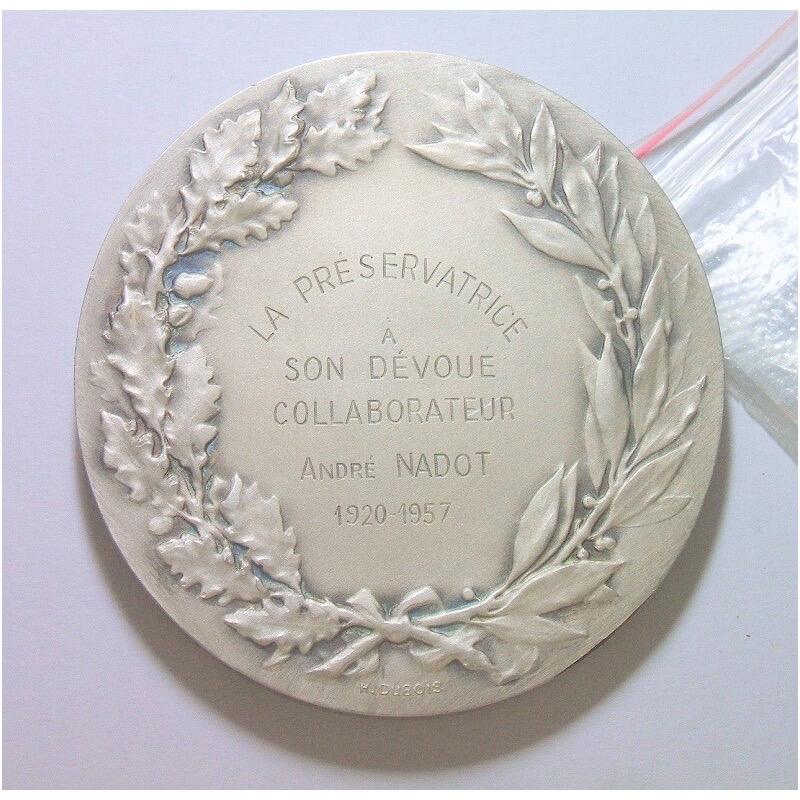 LA PRÉSERVATRICE
À
SON DÉVOUÉ
COLLABORATEUR
ANDRÉ NADOT
1920-1957
H.DUBOIS